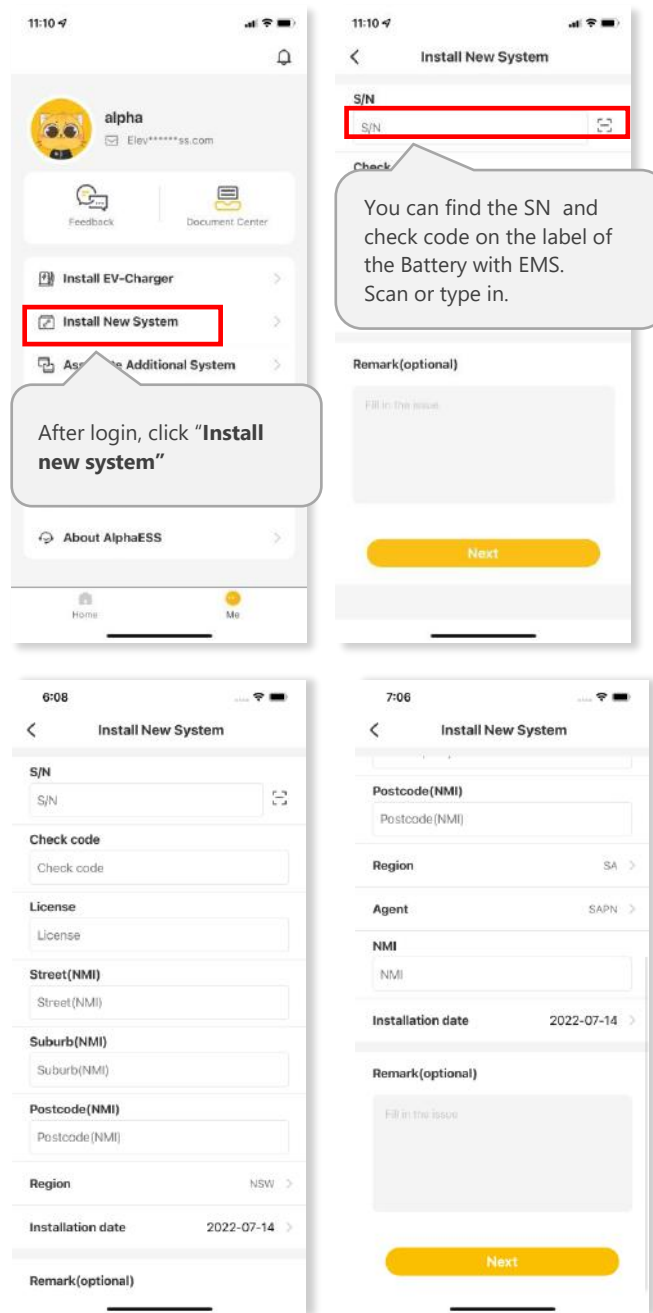 11:10
alpha
Elev******ss.com
Feedback
Document Center
Install EV-Charger
Install New System
Additional System
After login, click “Install
new system”
About AlphaESS
Home
Me
11:10
Install New System
S/N
S/N
Check
You can find the SN and
check code on the label of
the Battery with EMS.
Scan or type in.
Remark(optional)
Fill in the issue
Next
6:08
Install New System
S/N
S/N
Check code
Check code
License
License
Street(NMI)
Street(NMI)
Suburb(NMI)
Suburb(NMI)
Postcode(NMI)
Postcode(NMI)
Region NSW
Installation date 2022-07-14
Remark(optional)
7:06
Install New System
Postcode(NMI)
Postcode(NMI)
Region SA
Agent SAPN
NMI
NMI
Installation date 2022-07-14
Remark(optional)
Fill in the issue
Next